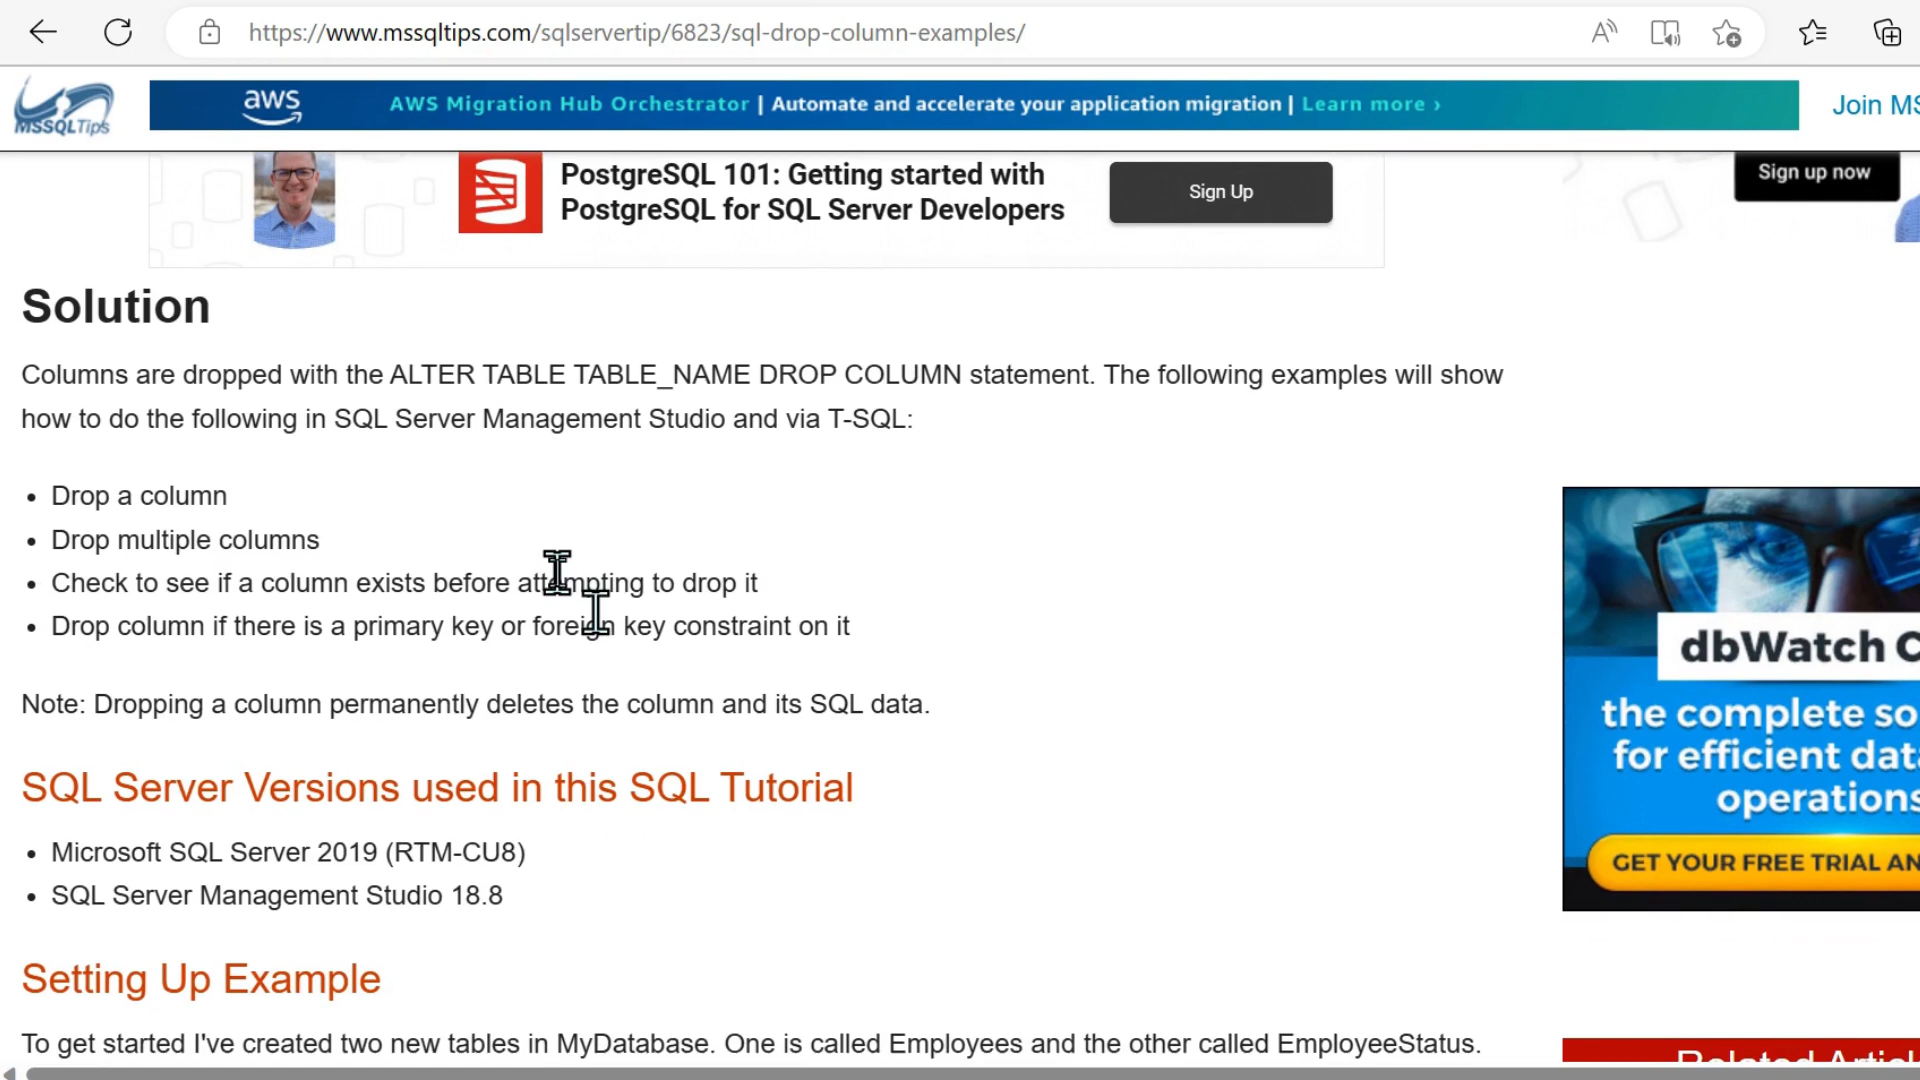 https://www.mssqltips.com/sqlservertip/6823/sql-drop-column-examples/
MSSQLTips
aws
AWS Migration Hub Orchestrator | Automate and accelerate your application migration | Learn more ›
Join MS
PostgreSQL 101: Getting started with
PostgreSQL for SQL Server Developers
Sign Up
Sign up now
Solution
Columns are dropped with the ALTER TABLE TABLE_NAME DROP COLUMN statement. The following examples will show
how to do the following in SQL Server Management Studio and via T-SQL:
• Drop a column
• Drop multiple columns
• Check to see if a column exists before attempting to drop it
• Drop column if there is a primary key or foreign key constraint on it
Note: Dropping a column permanently deletes the column and its SQL data.
SQL Server Versions used in this SQL Tutorial
• Microsoft SQL Server 2019 (RTM-CU8)
• SQL Server Management Studio 18.8
Setting Up Example
To get started I've created two new tables in MyDatabase. One is called Employees and the other called EmployeeStatus.
dbWatch C
the complete so
for efficient dat
operations
GET YOUR FREE TRIAL AN
Related Articl